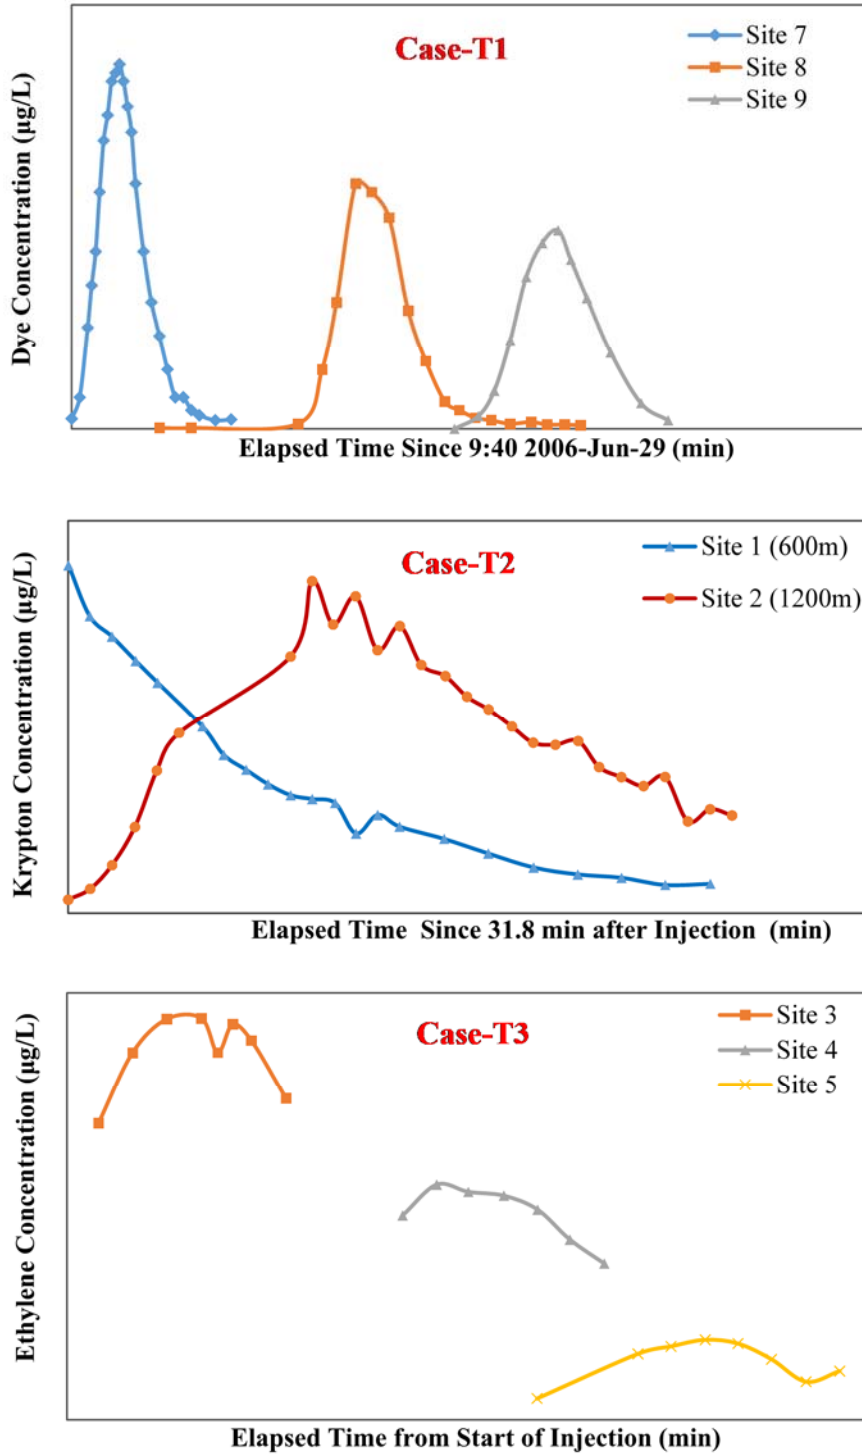 Case-T1
Site 7
Site 8
Site 9
Dye Concentration (µg/L)
Elapsed Time Since 9:40 2006-Jun-29 (min)
Case-T2
Site 1 (600m)
Site 2 (1200m)
Krypton Concentration (µg/L)
Elapsed Time Since 31.8 min after Injection (min)
Case-T3
Site 3
Site 4
Site 5
Ethylene Concentration (µg/L)
Elapsed Time from Start of Injection (min)